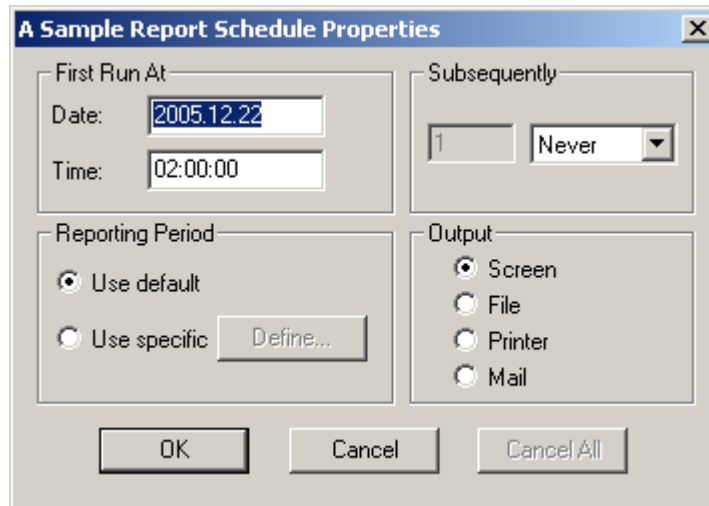 A Sample Report Schedule Properties
First Run At
Date: 2005.12.22
Time: 02:00:00
Subsequently
1 Never
Reporting Period
Use default
Use specific Define...
Output
Screen
File
Printer
Mail
OK Cancel Cancel All